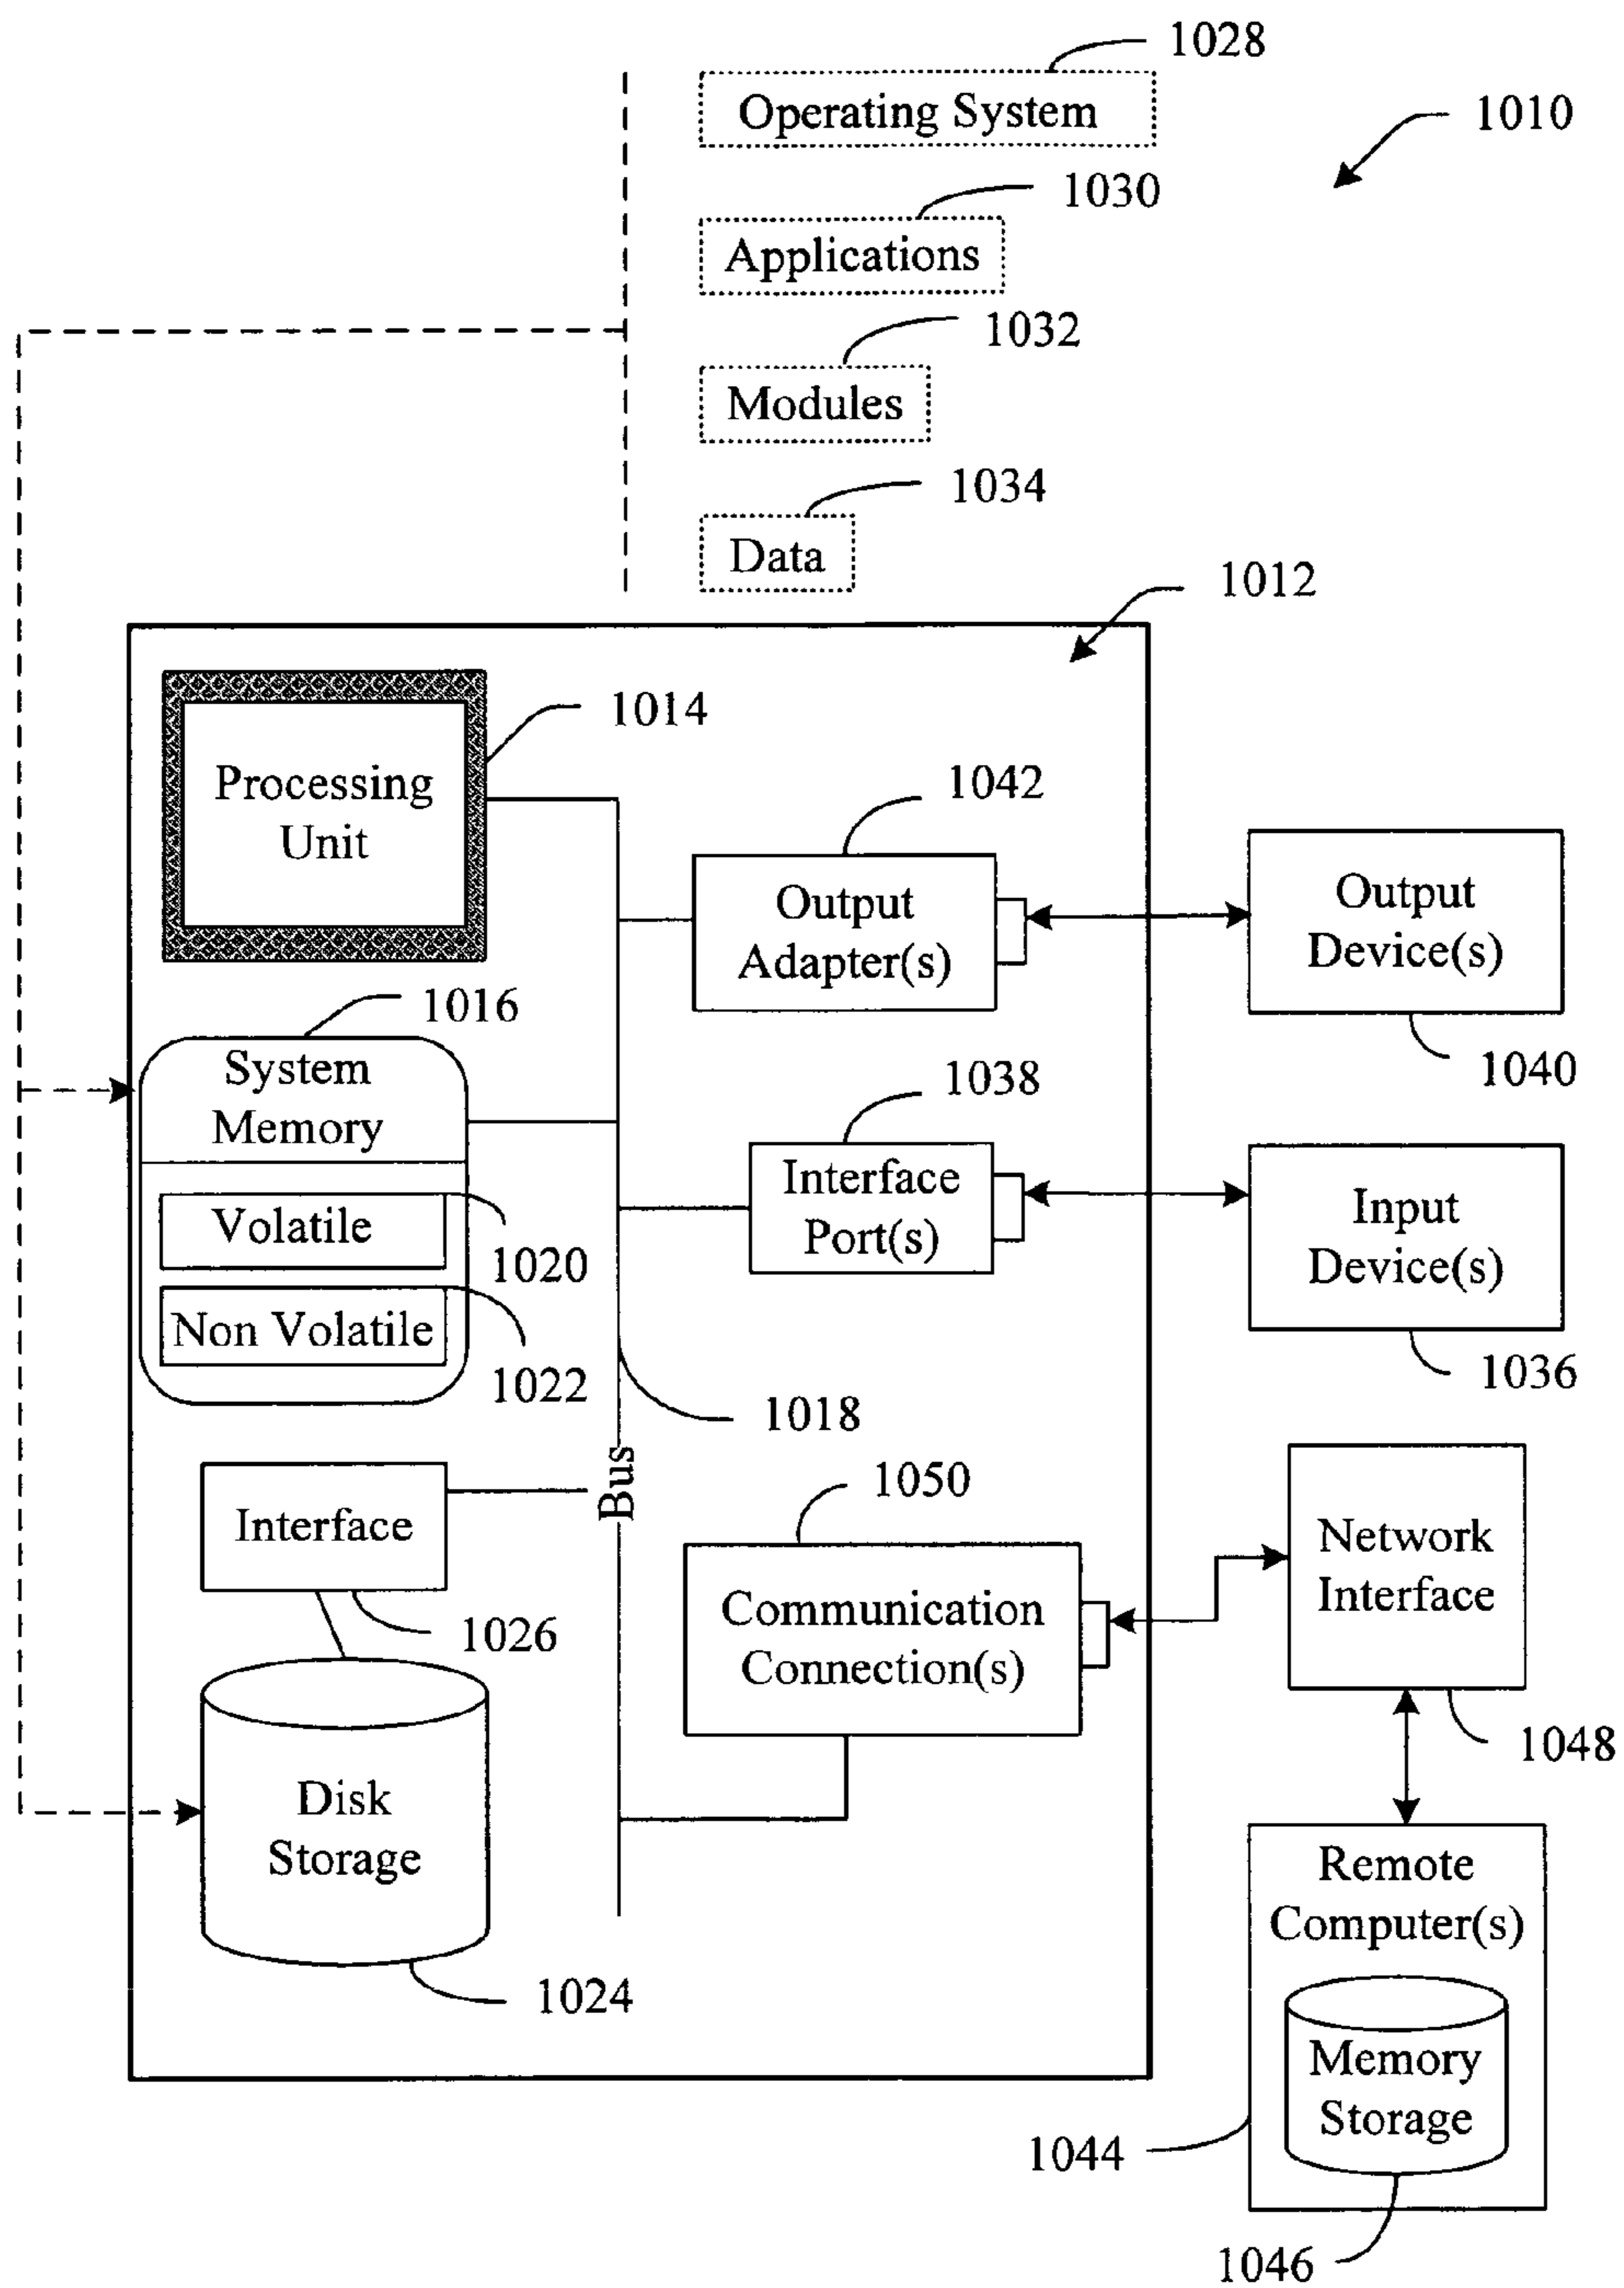 1028
Operating System
1010
1030
Applications
1032
Modules
1034
Data
1012
1014
Processing
Unit
1042
Output
Adapter(s)
Output
Device(s)
1040
1016
System
Memory
1038
Interface
Port(s)
Input
Device(s)
1036
Volatile
1020
Non Volatile
1022
1018
Bus
Interface
1026
1050
Communication
Connection(s)
Network
Interface
1048
Disk
Storage
1024
Remote
Computer(s)
Memory
Storage
1044
1046